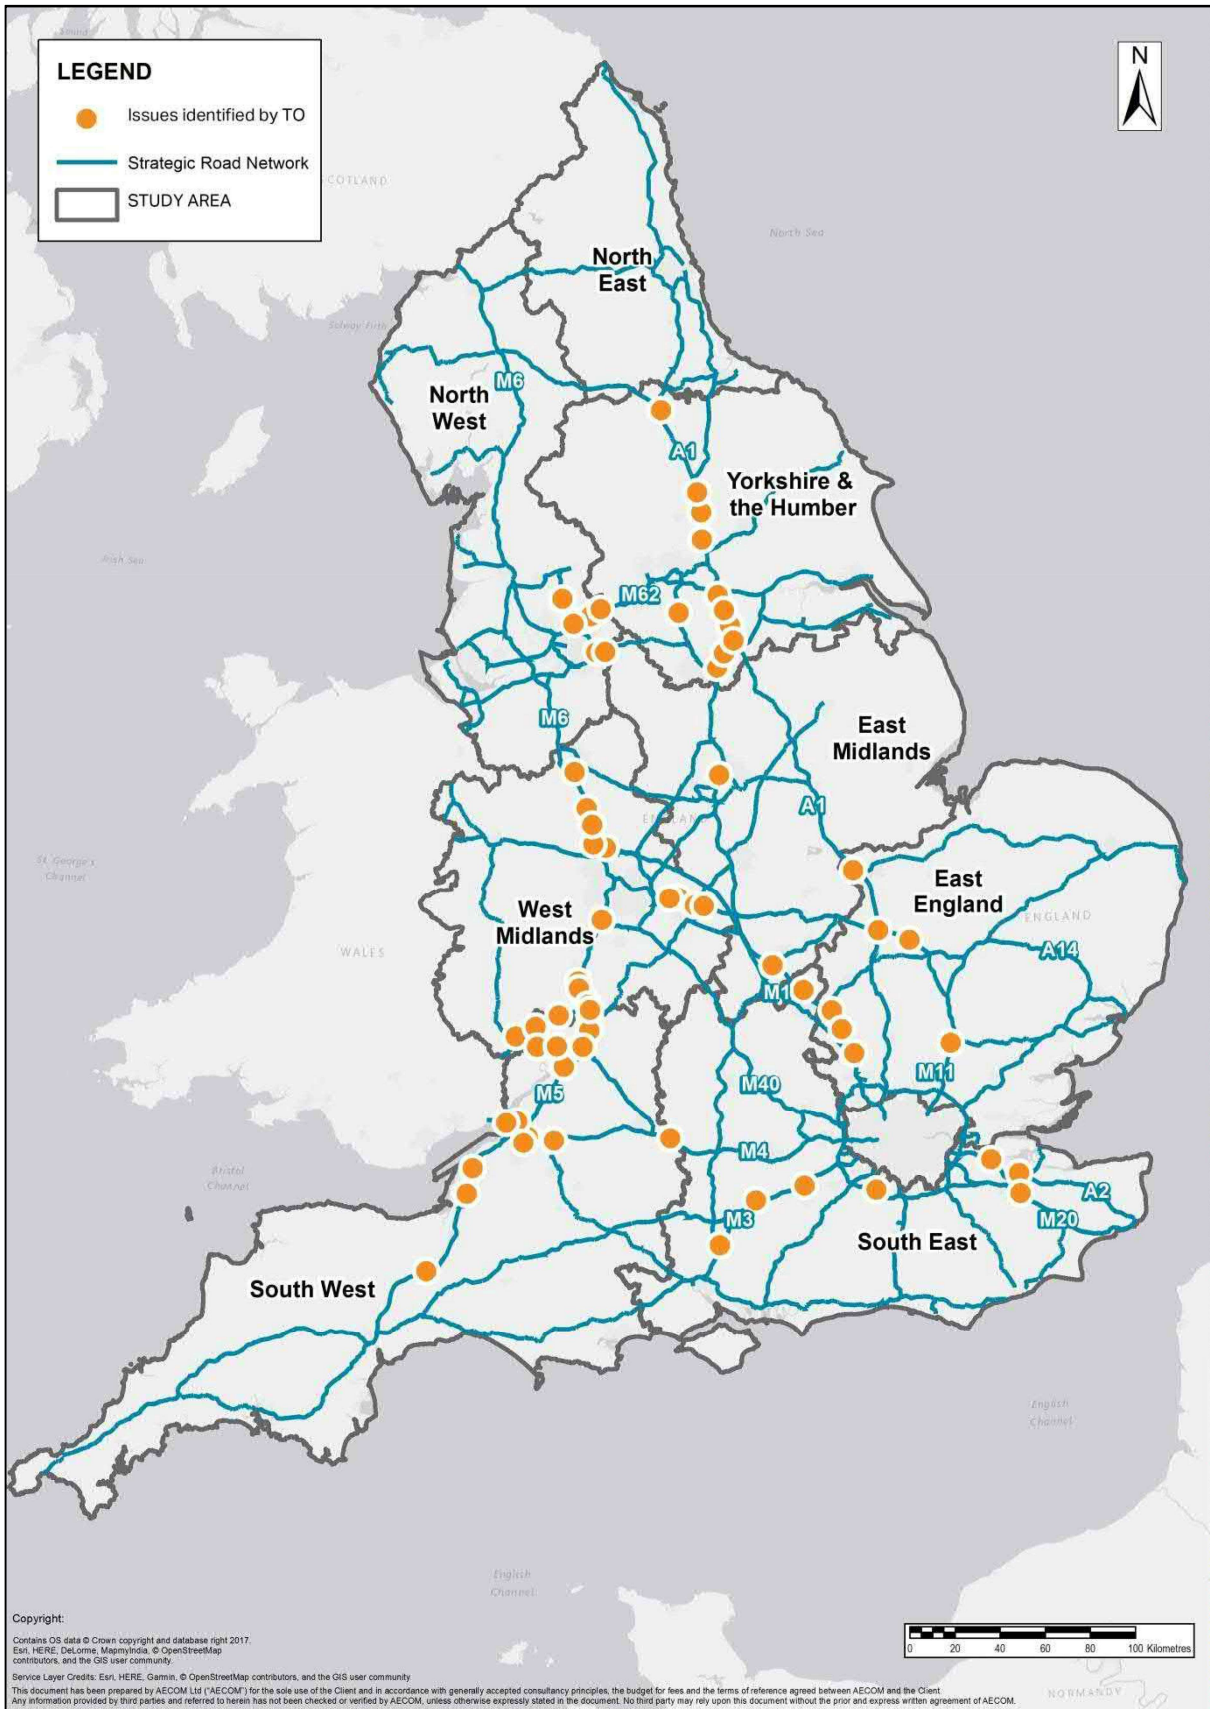 LEGEND
Issues identified by TO
Strategic Road Network
STUDY AREA
N
SCOTLAND
North Sea
North
East
Solway Firth
M6
North
West
A1
Yorkshire &
the Humber
Irish Sea
M62
M6
East
Midlands
A1
ENGLAND
St. George's
Channel
East
England
ENGLAND
West
Midlands
WALES
A14
M1
M5
M40
M11
M4
Bristol
Channel
A2
M3
M20
South East
South West
English
Channel
English
Channel
Copyright:
Contains OS data © Crown copyright and database right 2017.
Esri, HERE, DeLorme, MapmyIndia, © OpenStreetMap
contributors, and the GIS user community.
0 20 40 60 80 100 Kilometres
Service Layer Credits: Esri, HERE, Garmin, © OpenStreetMap contributors, and the GIS user community
This document has been prepared by AECOM Ltd ("AECOM") for the sole use of the Client and in accordance with generally accepted consultancy principles, the budget for fees and the terms of reference agreed between AECOM and the Client.
Any information provided by third parties and referred to herein has not been checked or verified by AECOM, unless otherwise expressly stated in the document. No third party may rely upon this document without the prior and express written agreement of AECOM.
NORMANDY